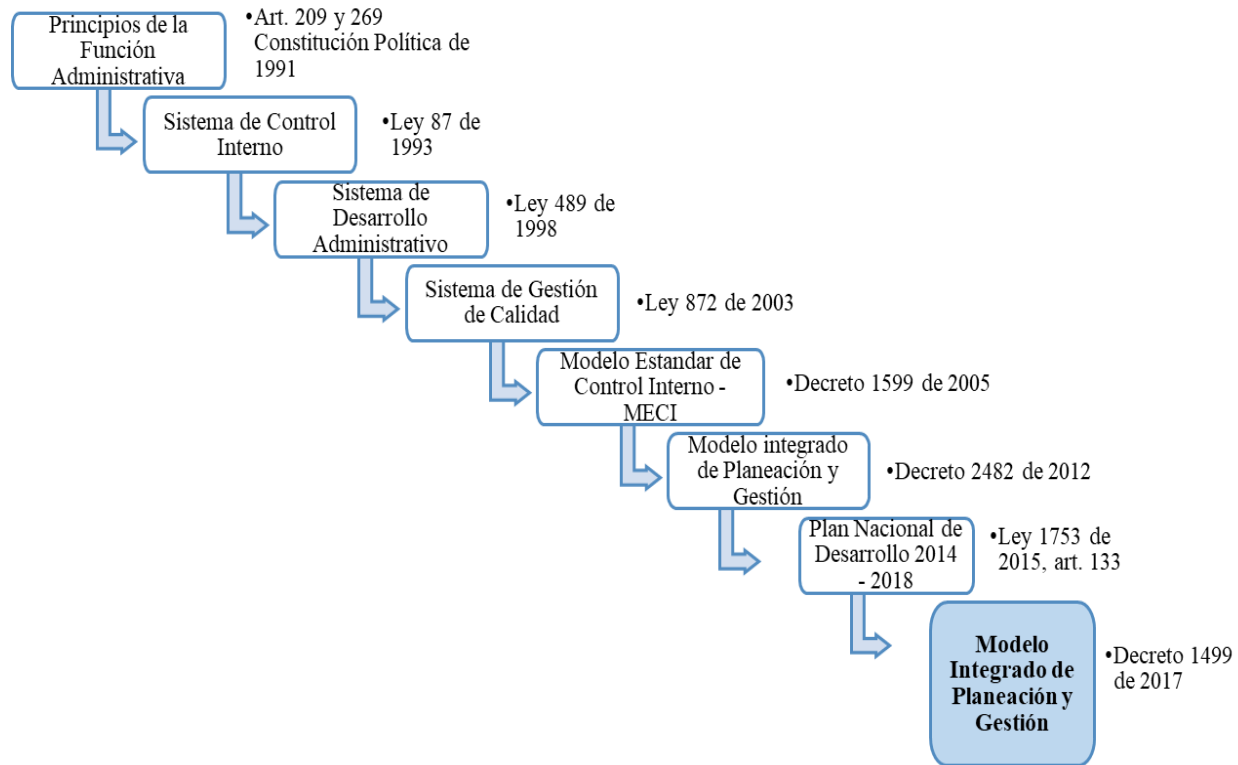 Principios de la
Función
Administrativa
•Art. 209 y 269
Constitución Política de
1991
Sistema de Control
Interno
•Ley 87 de
1993
Sistema de
Desarrollo
Administrativo
•Ley 489 de
1998
Sistema de Gestión
de Calidad
•Ley 872 de 2003
Modelo Estandar de
Control Interno -
MECI
•Decreto 1599 de 2005
Modelo integrado
de Planeación y
Gestión
•Decreto 2482 de 2012
Plan Nacional de
Desarrollo 2014
- 2018
•Ley 1753 de
2015, art. 133
Modelo
Integrado de
Planeación y
Gestión
•Decreto 1499
de 2017